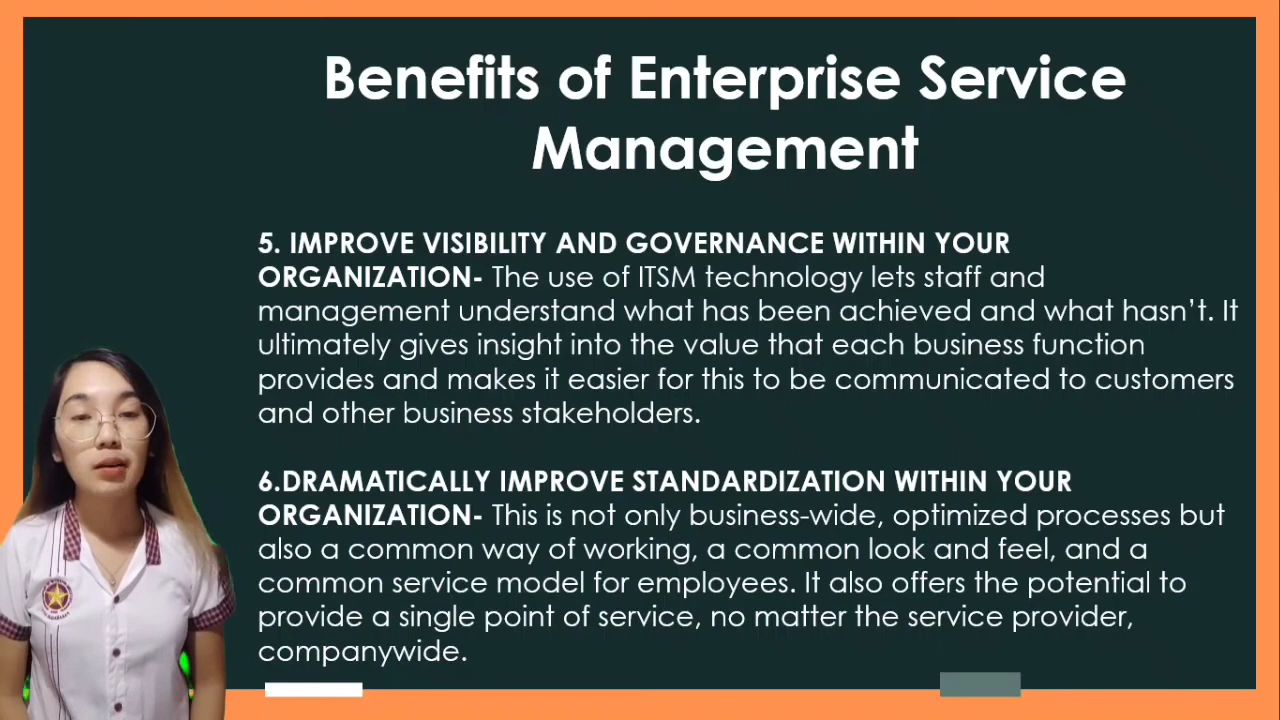 Benefits of Enterprise Service
Management
5. IMPROVE VISIBILITY AND GOVERNANCE WITHIN YOUR
ORGANIZATION- The use of ITSM technology lets staff and
management understand what has been achieved and what hasn't. It
ultimately gives insight into the value that each business function
provides and makes it easier for this to be communicated to customers
and other business stakeholders.
6.DRAMATICALLY IMPROVE STANDARDIZATION WITHIN YOUR
ORGANIZATION- This is not only business-wide, optimized processes but
also a common way of working, a common look and feel, and a
common service model for employees. It also offers the potential to
provide a single point of service, no matter the service provider,
companywide.